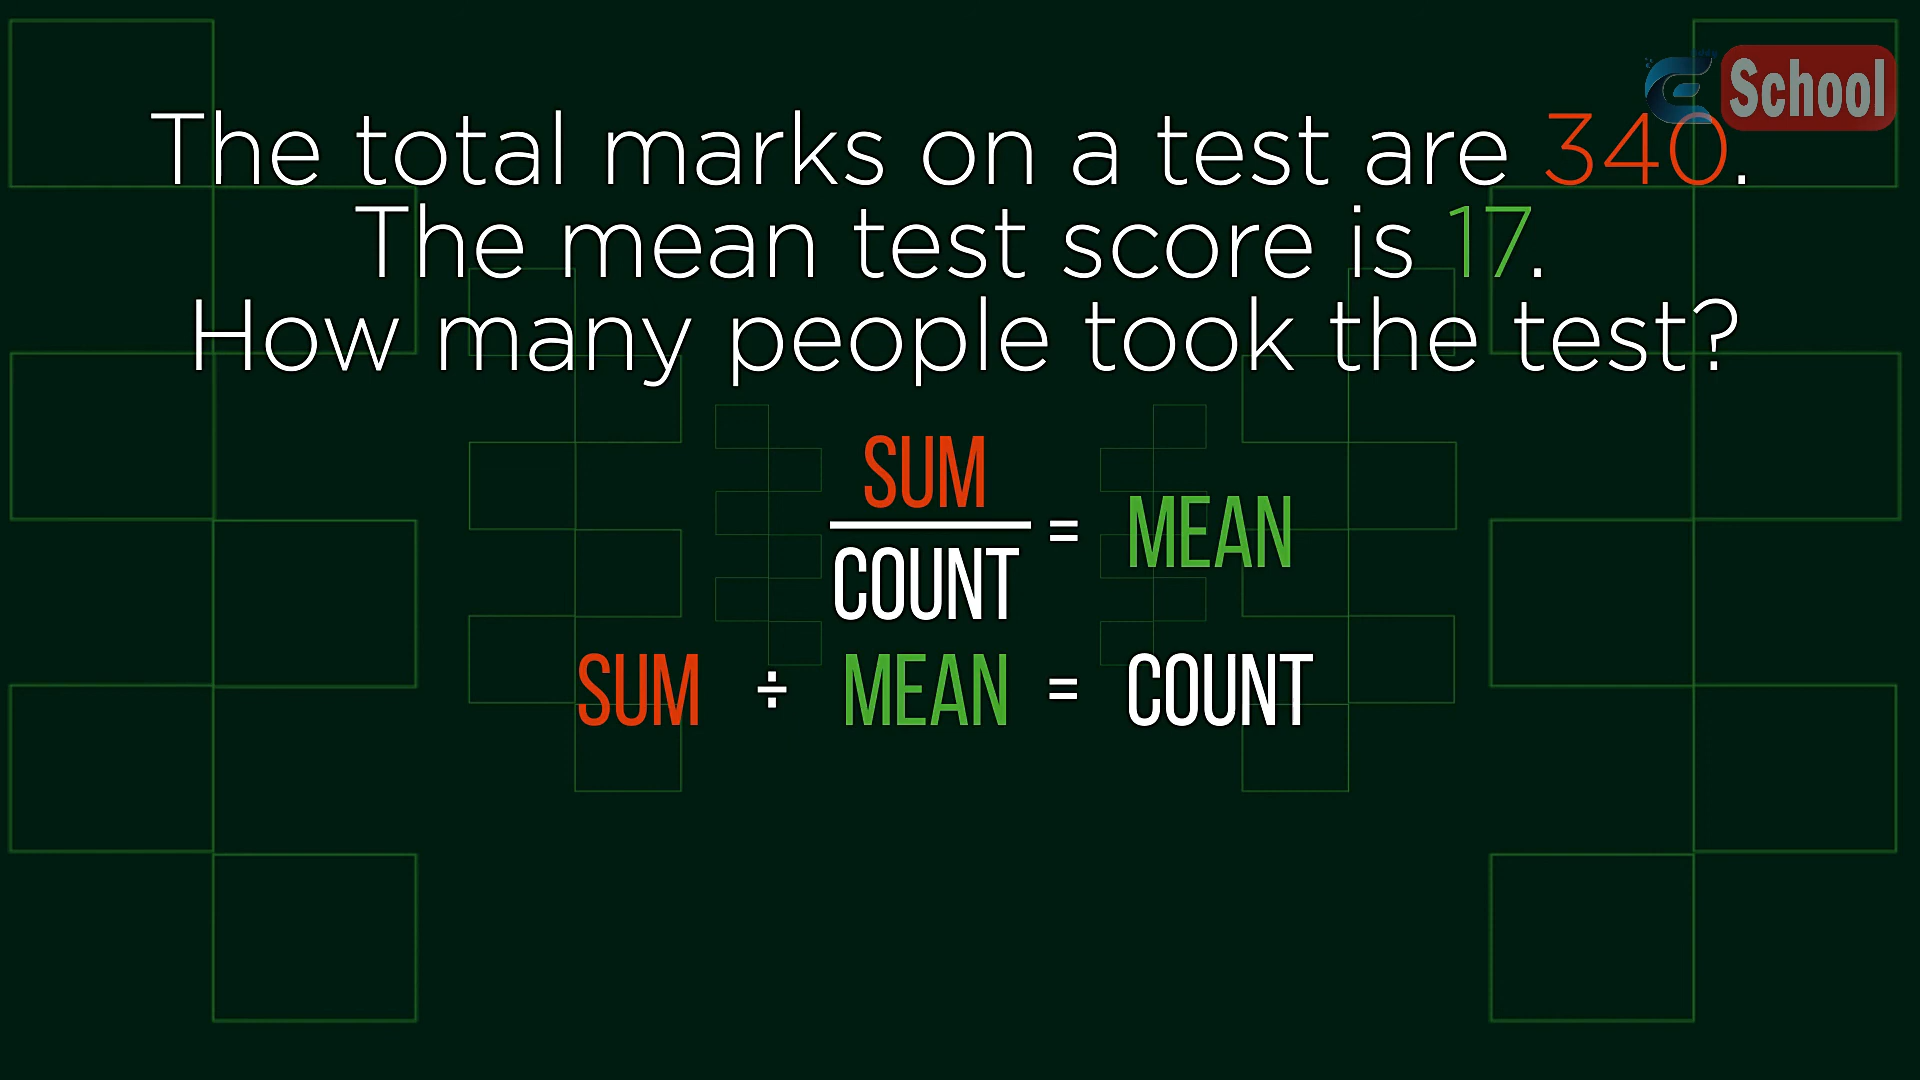 School
The total marks on a test are 340.
The mean test score is 17.
How many people took the test?
SUM
COUNT
= MEAN
SUM ÷ MEAN = COUNT